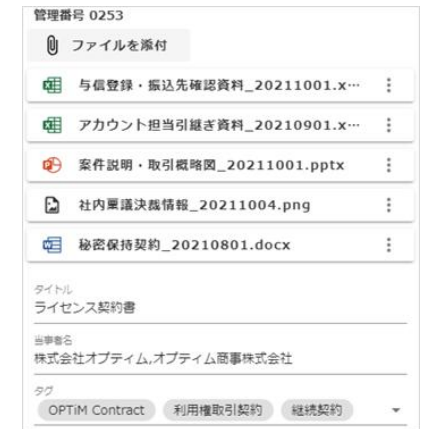 管理番号 0253
ファイルを添付
与信登録・振込先確認資料_20211001.x…
アカウント担当引継ぎ資料_20210901.x…
案件説明・取引概略図_20211001.pptx
社内稟議決裁情報_20211004.png
秘密保持契約_20210801.docx
タイトル
ライセンス契約書
当事者名
株式会社オプティム,オプティム商事株式会社
タグ
OPTiM Contract 利用権取引契約 継続契約